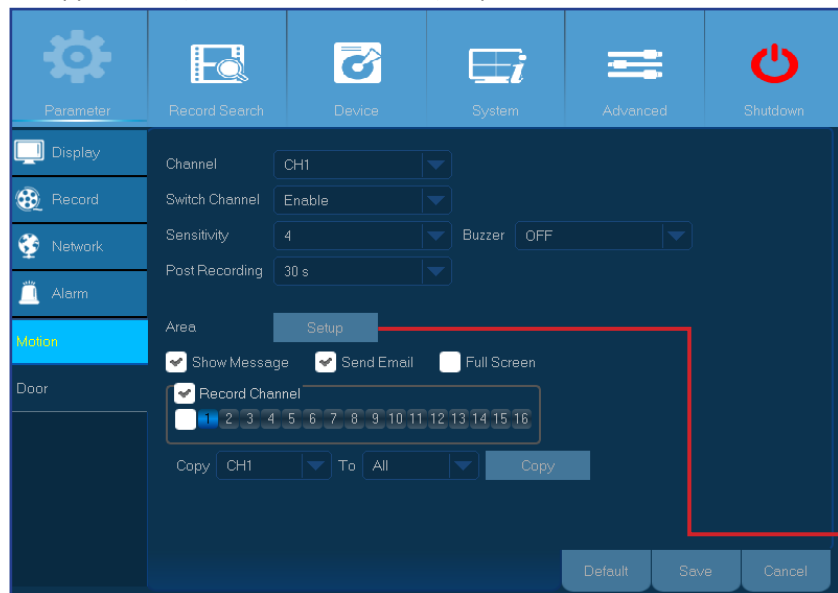 Parameter Record Search Device System Advanced Shutdown
Display
Record
Network
Alarm
Motion
Door
Channel CH1
Switch Channel Enable
Sensitivity 4 Buzzer OFF
Post Recording 30 s
Area Setup
Show Message Send Email Full Screen
Record Channel
1 2 3 4 5 6 7 8 9 10 11 12 13 14 15 16
Copy CH1 To All Copy
Default Save Cancel